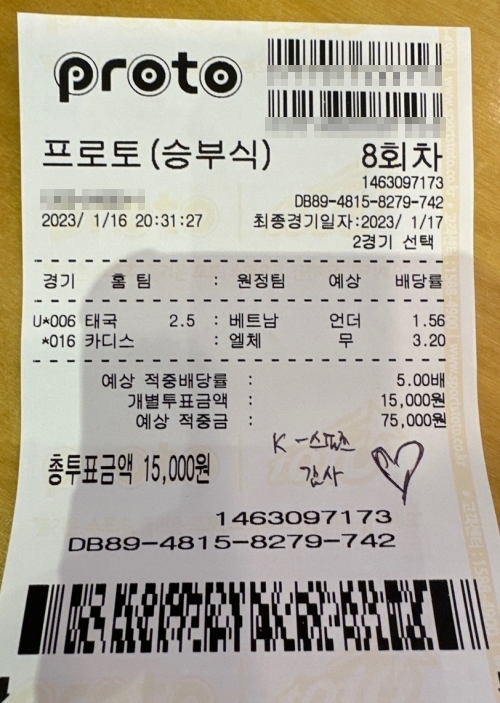 proto
프로토(승부식) 8회차
1463097173
DB89-4815-8279-742
2023/ 1/16 20:31:27 최종경기일자:2023/ 1/17
2경기 선택
경기 홈 팀 : 원정팀 예상 배당률
U*006 태국 2.5 : 베트남 언더 1.56
*016 카디스 : 엘체 무 3.20
예상 적중배당률 : 5.00배
개별투표금액 : 15,000원
예상 적중금 : 75,000원
K-스포츠
감사
총투표금액 15,000원
1463097173
DB89-4815-8279-742